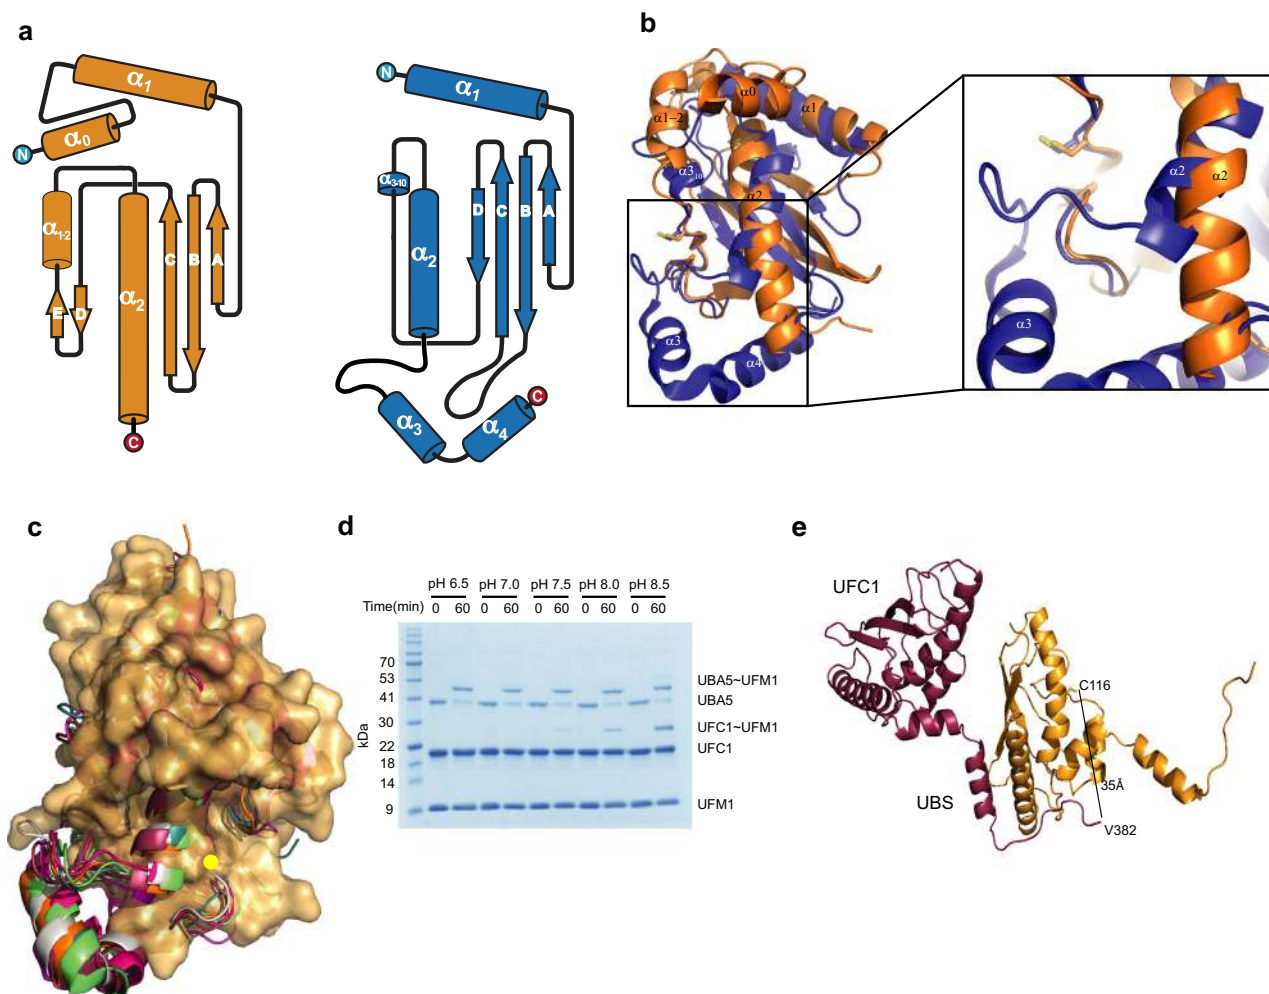 a
N
α1
α0
α1-2
α2
E
D
C
B
A
C
N
α1
α3-10
α2
D
C
B
A
α3
α4
C
b
α0
α1
α1–2
α310
α2
α3
α4
α2
α2
α3
c
d
pH 6.5 pH 7.0 pH 7.5 pH 8.0 pH 8.5
Time(min) 0 60 0 60 0 60 0 60 0 60
kDa
70
53
41
30
22
18
14
9
UBA5~UFM1
UBA5
UFC1~UFM1
UFC1
UFM1
e
UFC1
C116
35Å
UBS
V382